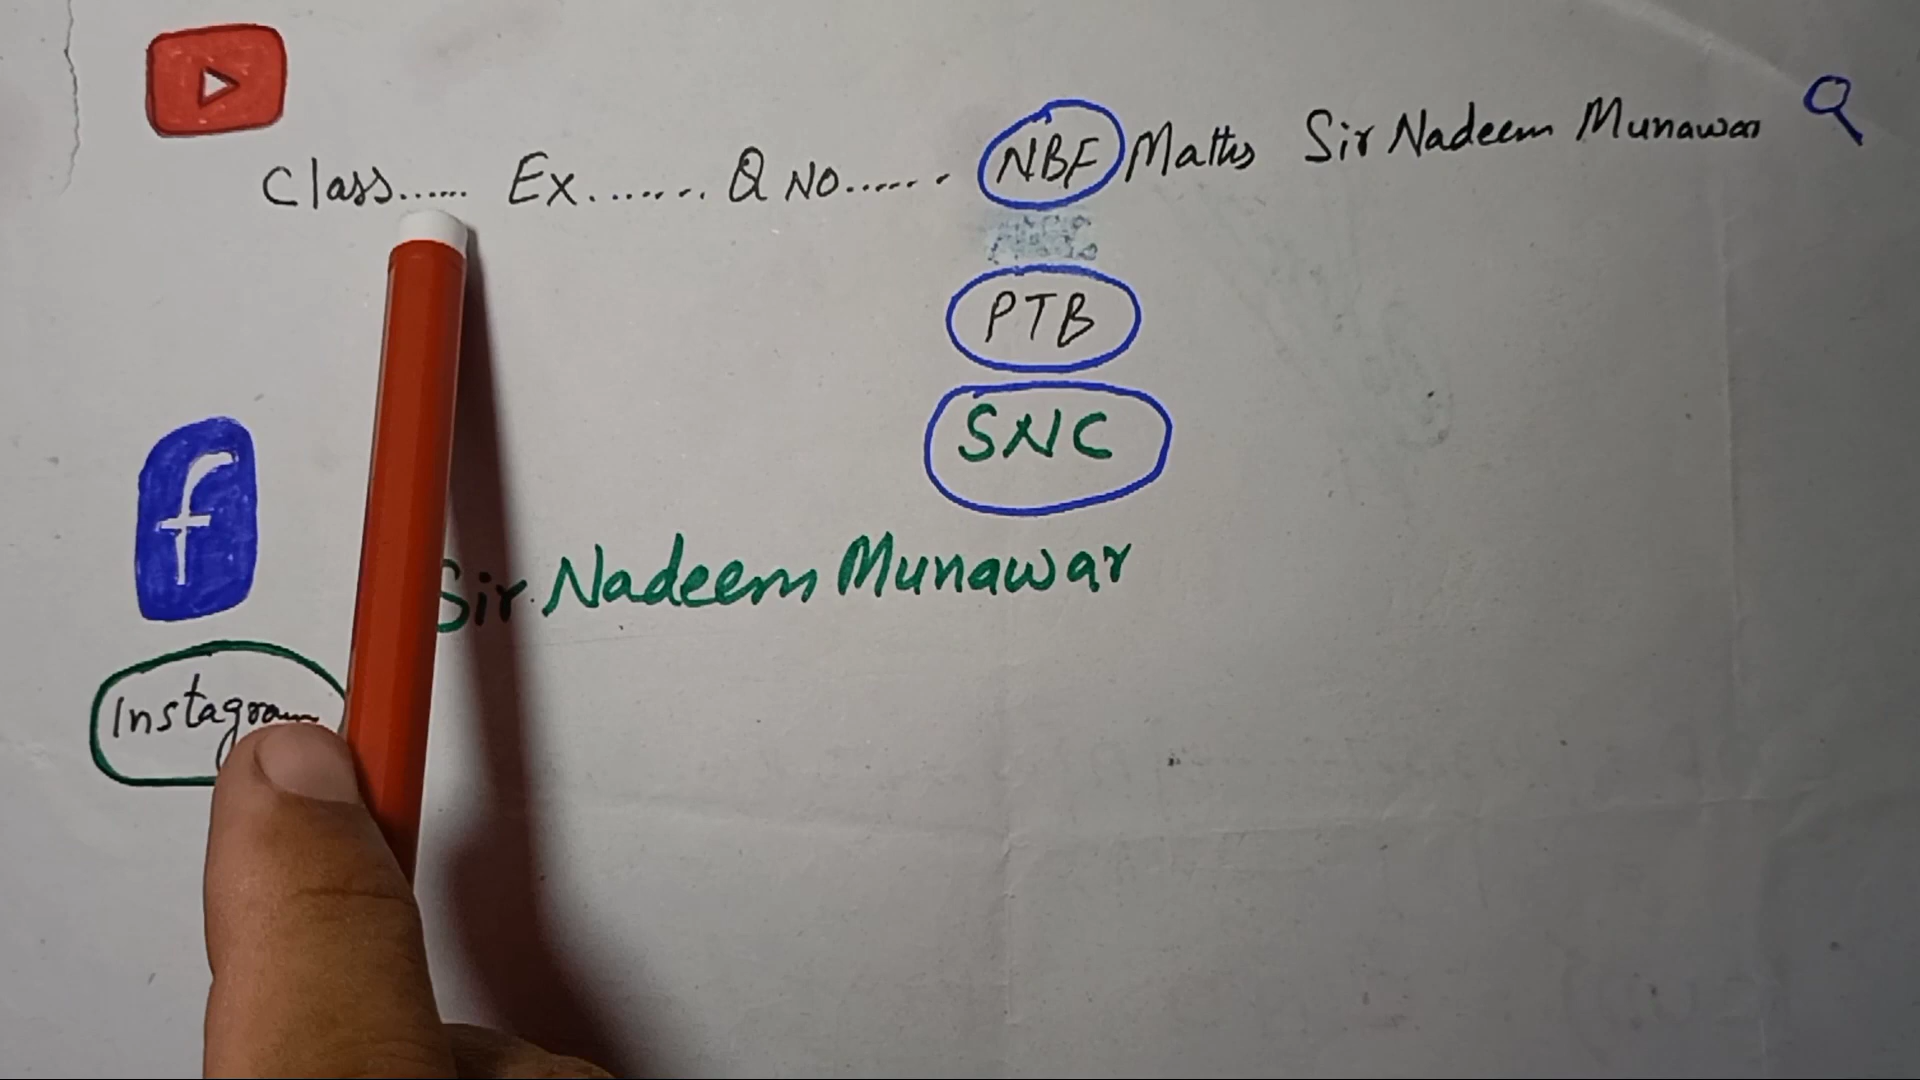 Class...... Ex........ Q No....... NBF Maths Sir Nadeem Munawar
PTB
SNC
f
Sir Nadeem Munawar
Instagram